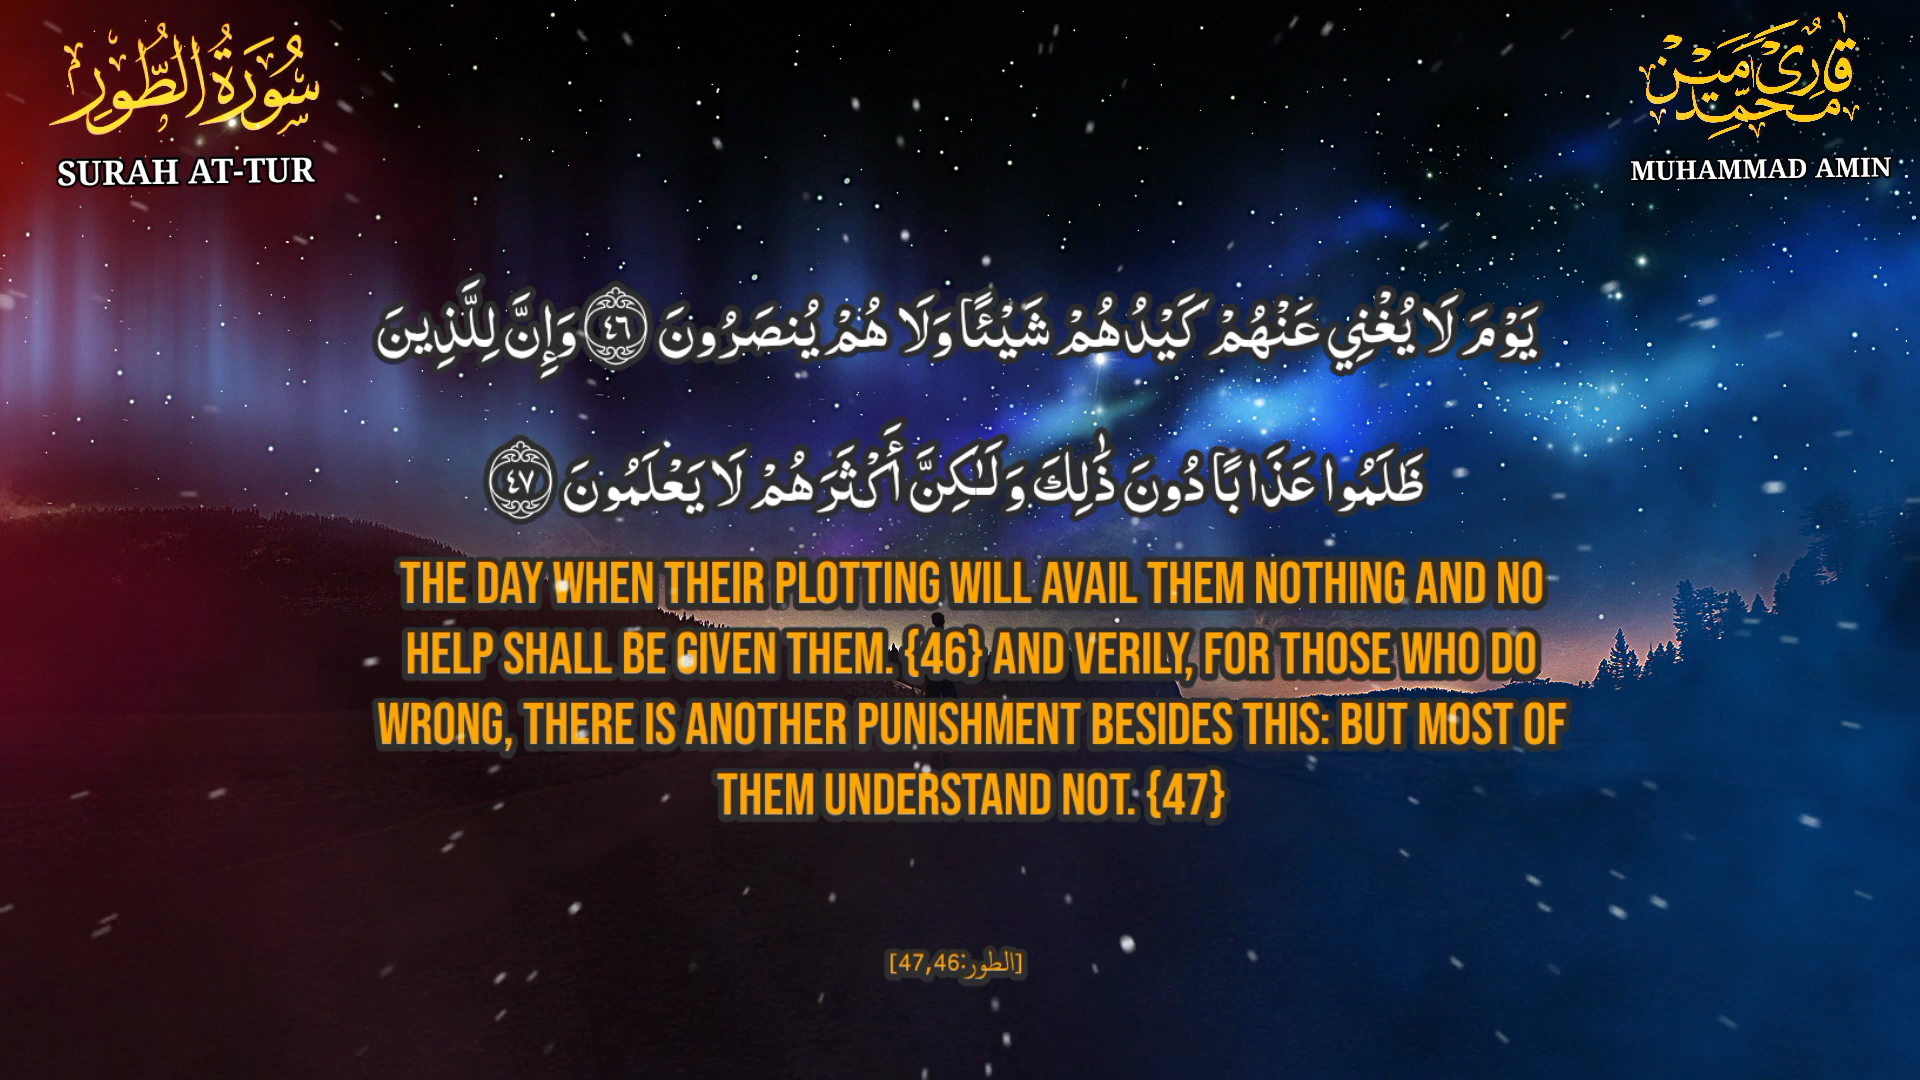 سُورَةُ الطُّورِ
SURAH AT-TUR
قَارِئ مُحَمَّد أَمِين
MUHAMMAD AMIN
يَوْمَ لَا يُغْنِي عَنْهُمْ كَيْدُهُمْ شَيْئًا وَلَا هُمْ يُنصَرُونَ ٤٦ وَإِنَّ لِلَّذِينَ
ظَلَمُوا عَذَابًا دُونَ ذَٰلِكَ وَلَـٰكِنَّ أَكْثَرَهُمْ لَا يَعْلَمُونَ ٤٧
THE DAY WHEN THEIR PLOTTING WILL AVAIL THEM NOTHING AND NO
HELP SHALL BE GIVEN THEM. {46} AND VERILY, FOR THOSE WHO DO
WRONG, THERE IS ANOTHER PUNISHMENT BESIDES THIS: BUT MOST OF
THEM UNDERSTAND NOT. {47}
[الطور:47,46]